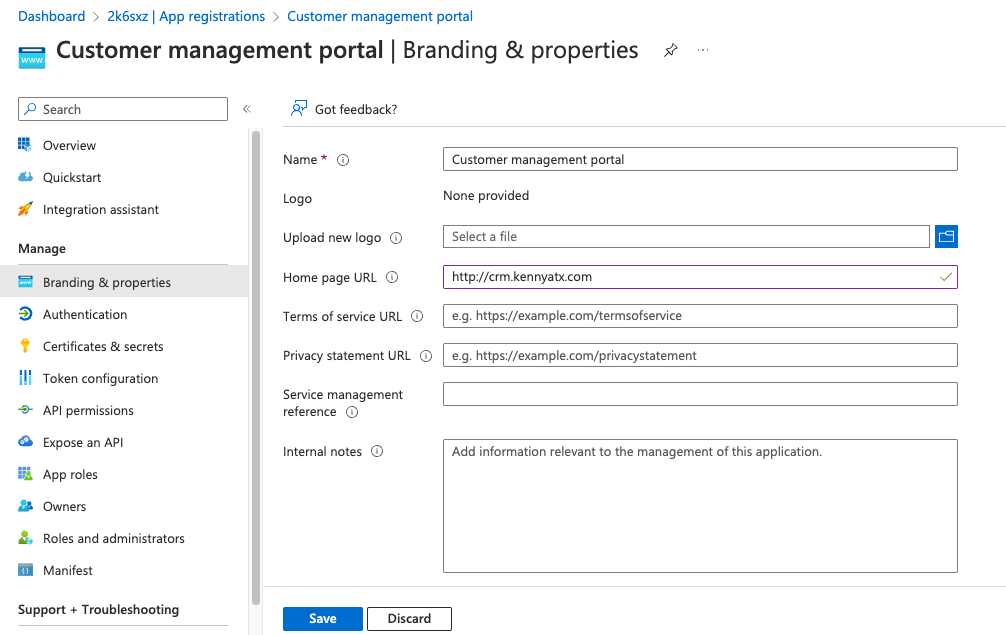 Dashboard > 2k6sxz | App registrations > Customer management portal
www
Customer management portal | Branding & properties
Search
«
Got feedback?
Overview
Quickstart
Integration assistant
Manage
Branding & properties
Authentication
Certificates & secrets
Token configuration
API permissions
Expose an API
App roles
Owners
Roles and administrators
Manifest
Support + Troubleshooting
Name *
Customer management portal
Logo
None provided
Upload new logo
Select a file
Home page URL
http://crm.kennyatx.com
Terms of service URL
e.g. https://example.com/termsofservice
Privacy statement URL
e.g. https://example.com/privacystatement
Service management
reference
Internal notes
Add information relevant to the management of this application.
Save
Discard